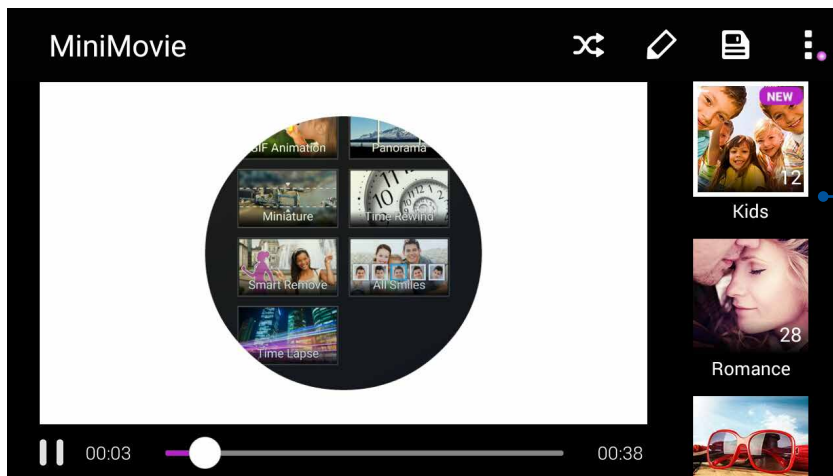 MiniMovie
GIF Animation
Panorama
Miniature
Time Rewind
Smart Remove
All Smiles
Time Lapse
00:03
00:38
NEW
12
Kids
28
Romance